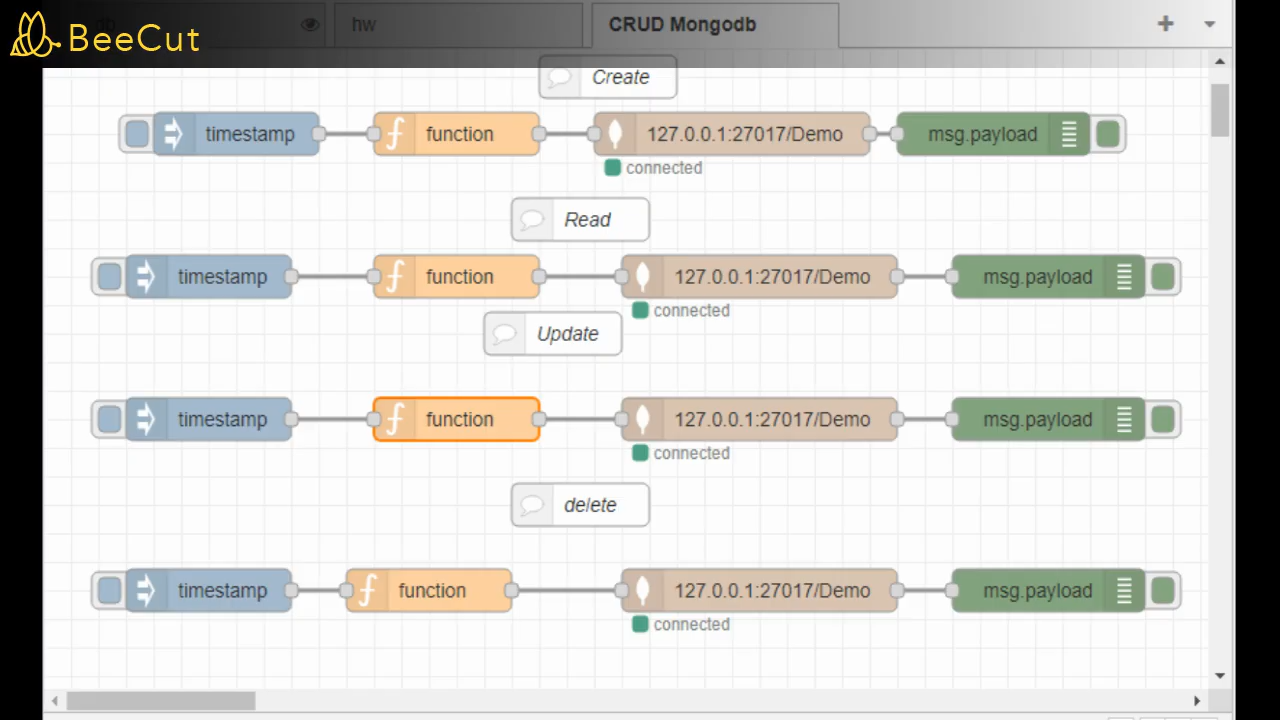 BeeCut
hw
CRUD Mongodb
Create
timestamp
function
127.0.0.1:27017/Demo
msg.payload
connected
Read
timestamp
function
127.0.0.1:27017/Demo
msg.payload
connected
Update
timestamp
function
127.0.0.1:27017/Demo
msg.payload
connected
delete
timestamp
function
127.0.0.1:27017/Demo
msg.payload
connected